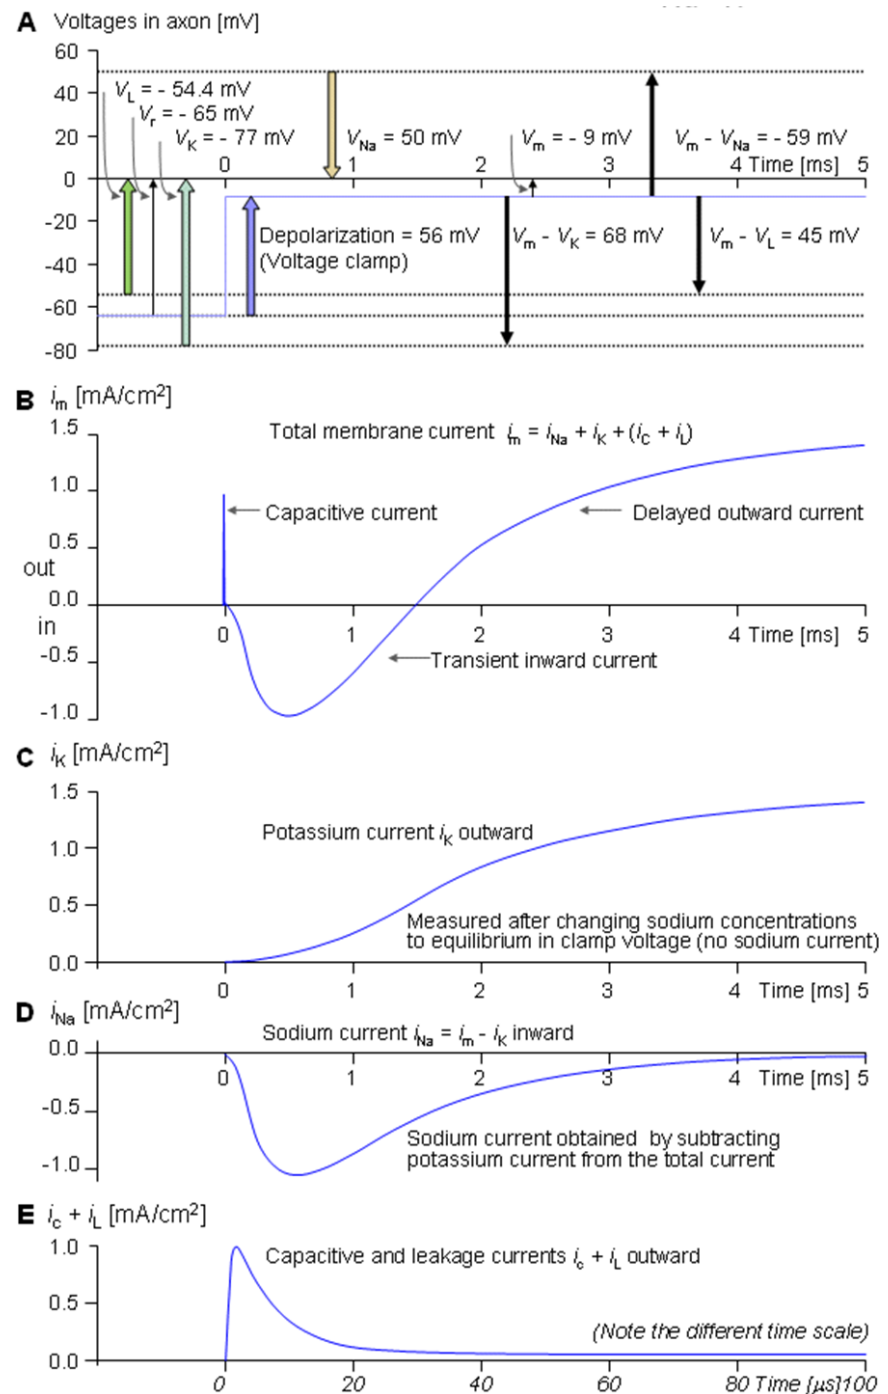 A Voltages in axon [mV]
60
40
20
0
-20
-40
-60
-80
V_L = - 54.4 mV
V_r = - 65 mV
V_K = - 77 mV
V_Na = 50 mV
V_m = - 9 mV
V_m - V_Na = - 59 mV
0 1 2 3 4 Time [ms] 5
Depolarization = 56 mV
(Voltage clamp)
V_m - V_K = 68 mV
V_m - V_L = 45 mV
B i_m [mA/cm²]
1.5
1.0
0.5
out
0.0
in
-0.5
-1.0
Total membrane current i_m = i_Na + i_K + (i_C + i_L)
Capacitive current
Delayed outward current
0 1 2 3 4 Time [ms] 5
Transient inward current
C i_K [mA/cm²]
1.5
1.0
0.5
0.0
Potassium current i_K outward
Measured after changing sodium concentrations
to equilibrium in clamp voltage (no sodium current)
0 1 2 3 4 Time [ms] 5
D i_Na [mA/cm²]
0.0
-0.5
-1.0
Sodium current i_Na = i_m - i_K inward
0 1 2 3 4 Time [ms] 5
Sodium current obtained by subtracting
potassium current from the total current
E i_c + i_L [mA/cm²]
1.0
0.5
0.0
Capacitive and leakage currents i_c + i_L outward
(Note the different time scale)
0 20 40 60 80 Time [µs] 100